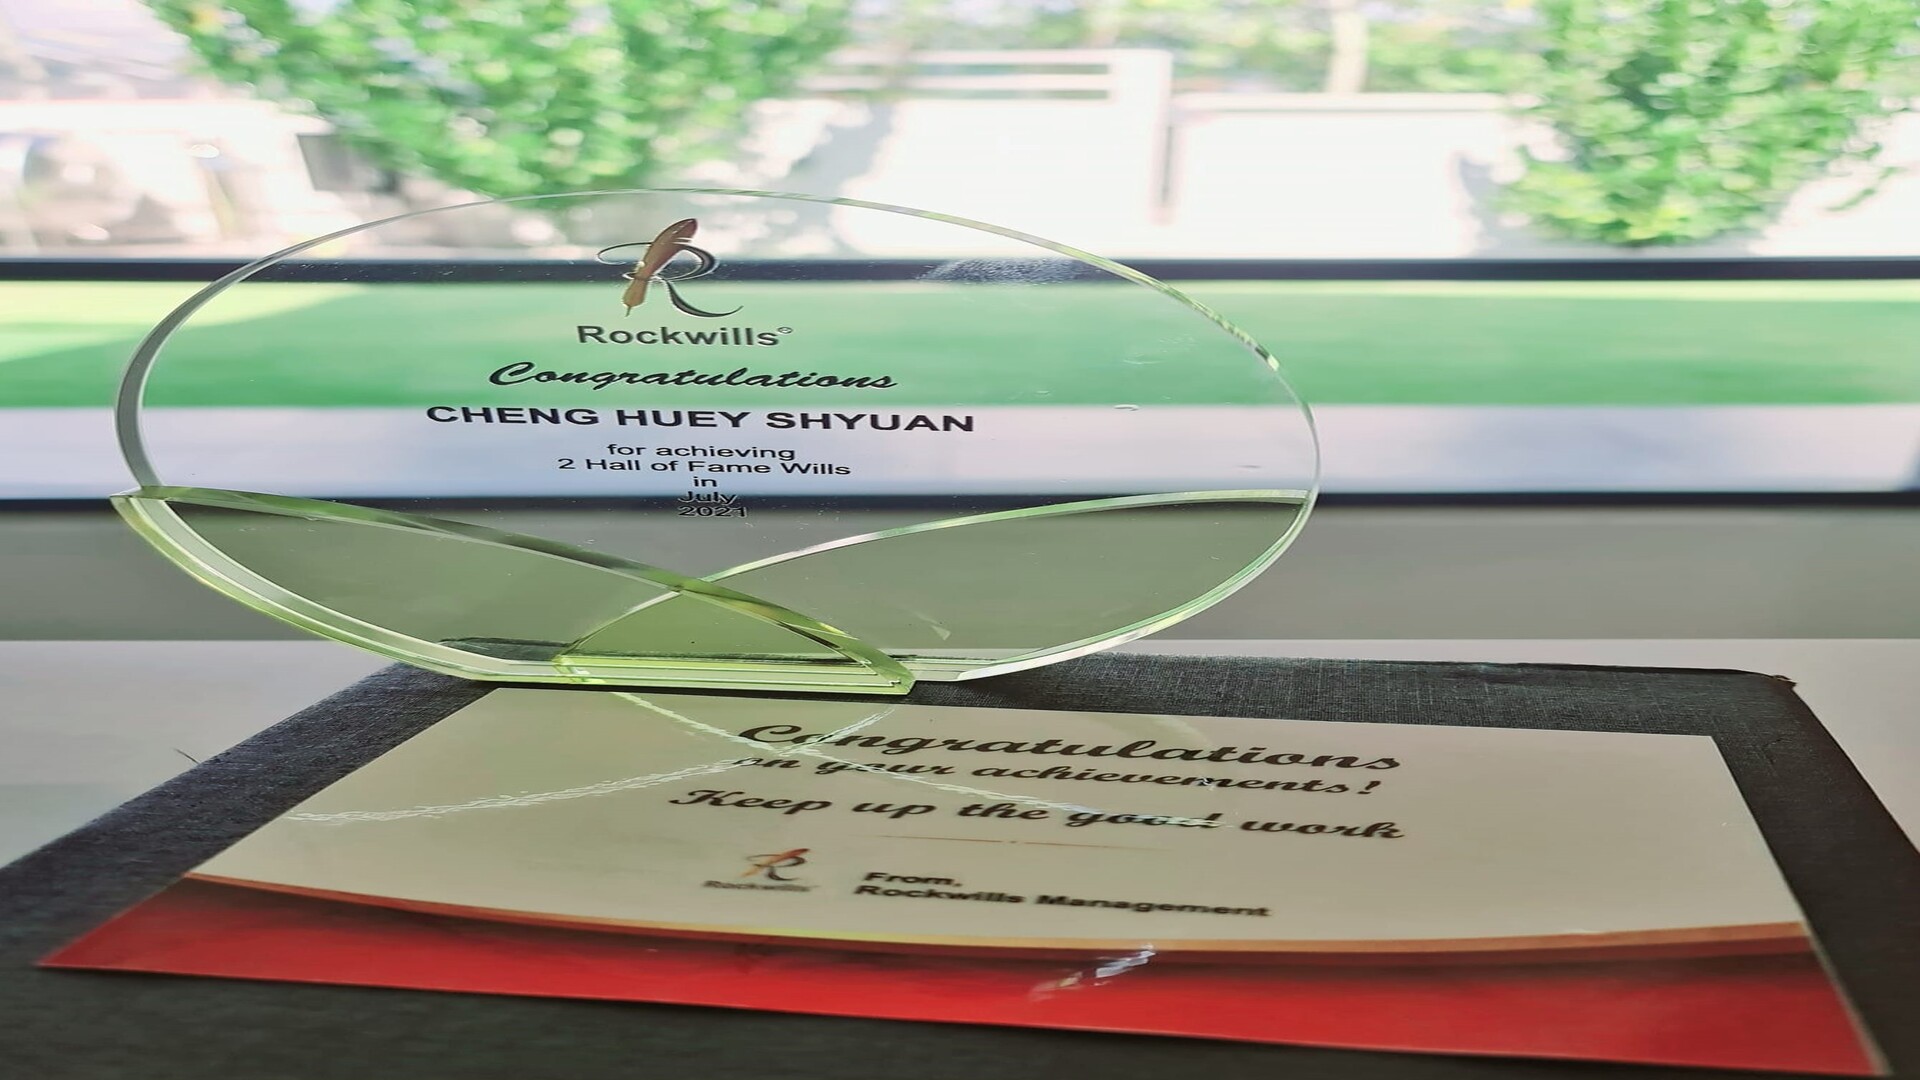 Rockwills®
Congratulations
CHENG HUEY SHYUAN
for achieving
2 Hall of Fame Wills
in
July
2021
Congratulations
on your achievements!
Keep up the good work
Rockwills
From,
Rockwills Management